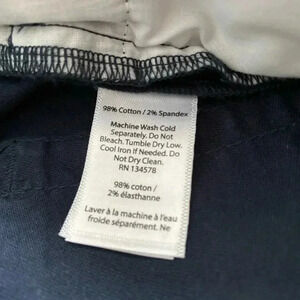 98% Cotton / 2% Spandex
Machine Wash Cold
Separately. Do Not
Bleach. Tumble Dry Low.
Cool Iron If Needed. Do
Not Dry Clean.
RN 134578
98% coton /
2% élasthanne
Laver à la machine à l'eau
froide séparément. Ne